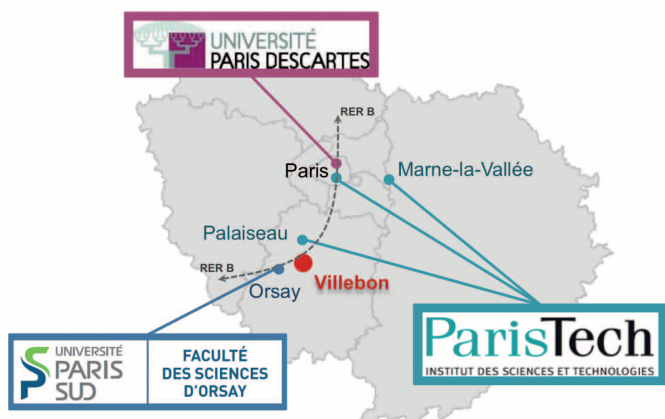 UNIVERSITÉ
PARIS DESCARTES
RER B
Paris
Marne-la-Vallée
Palaiseau
RER B
Orsay
Villebon
UNIVERSITÉ
PARIS
SUD
FACULTÉ
DES SCIENCES
D'ORSAY
ParisTech
INSTITUT DES SCIENCES ET TECHNOLOGIES